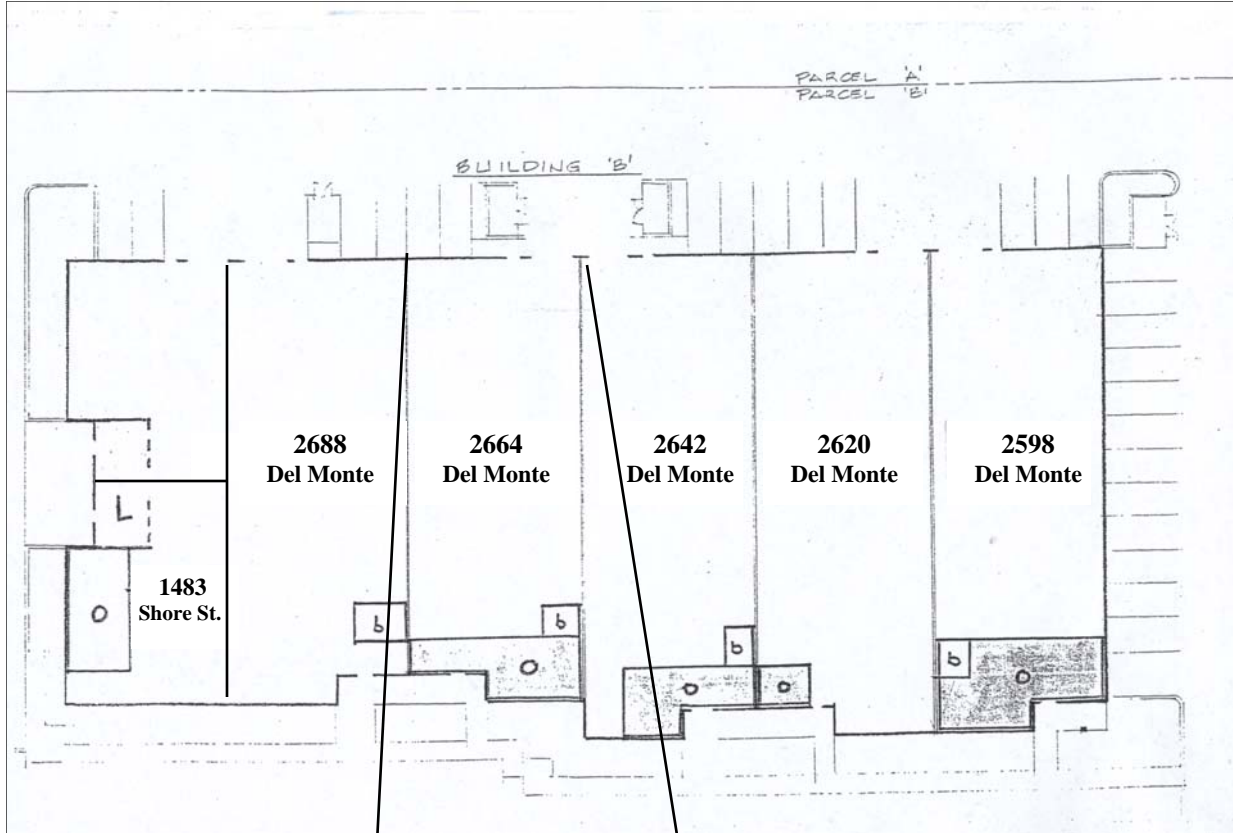 PARCEL 'A'
PARCEL 'B'
BUILDING 'B'
2688
Del Monte
2664
Del Monte
2642
Del Monte
2620
Del Monte
2598
Del Monte
L
O
1483
Shore St.
b
b
b
b
O
O
O
O